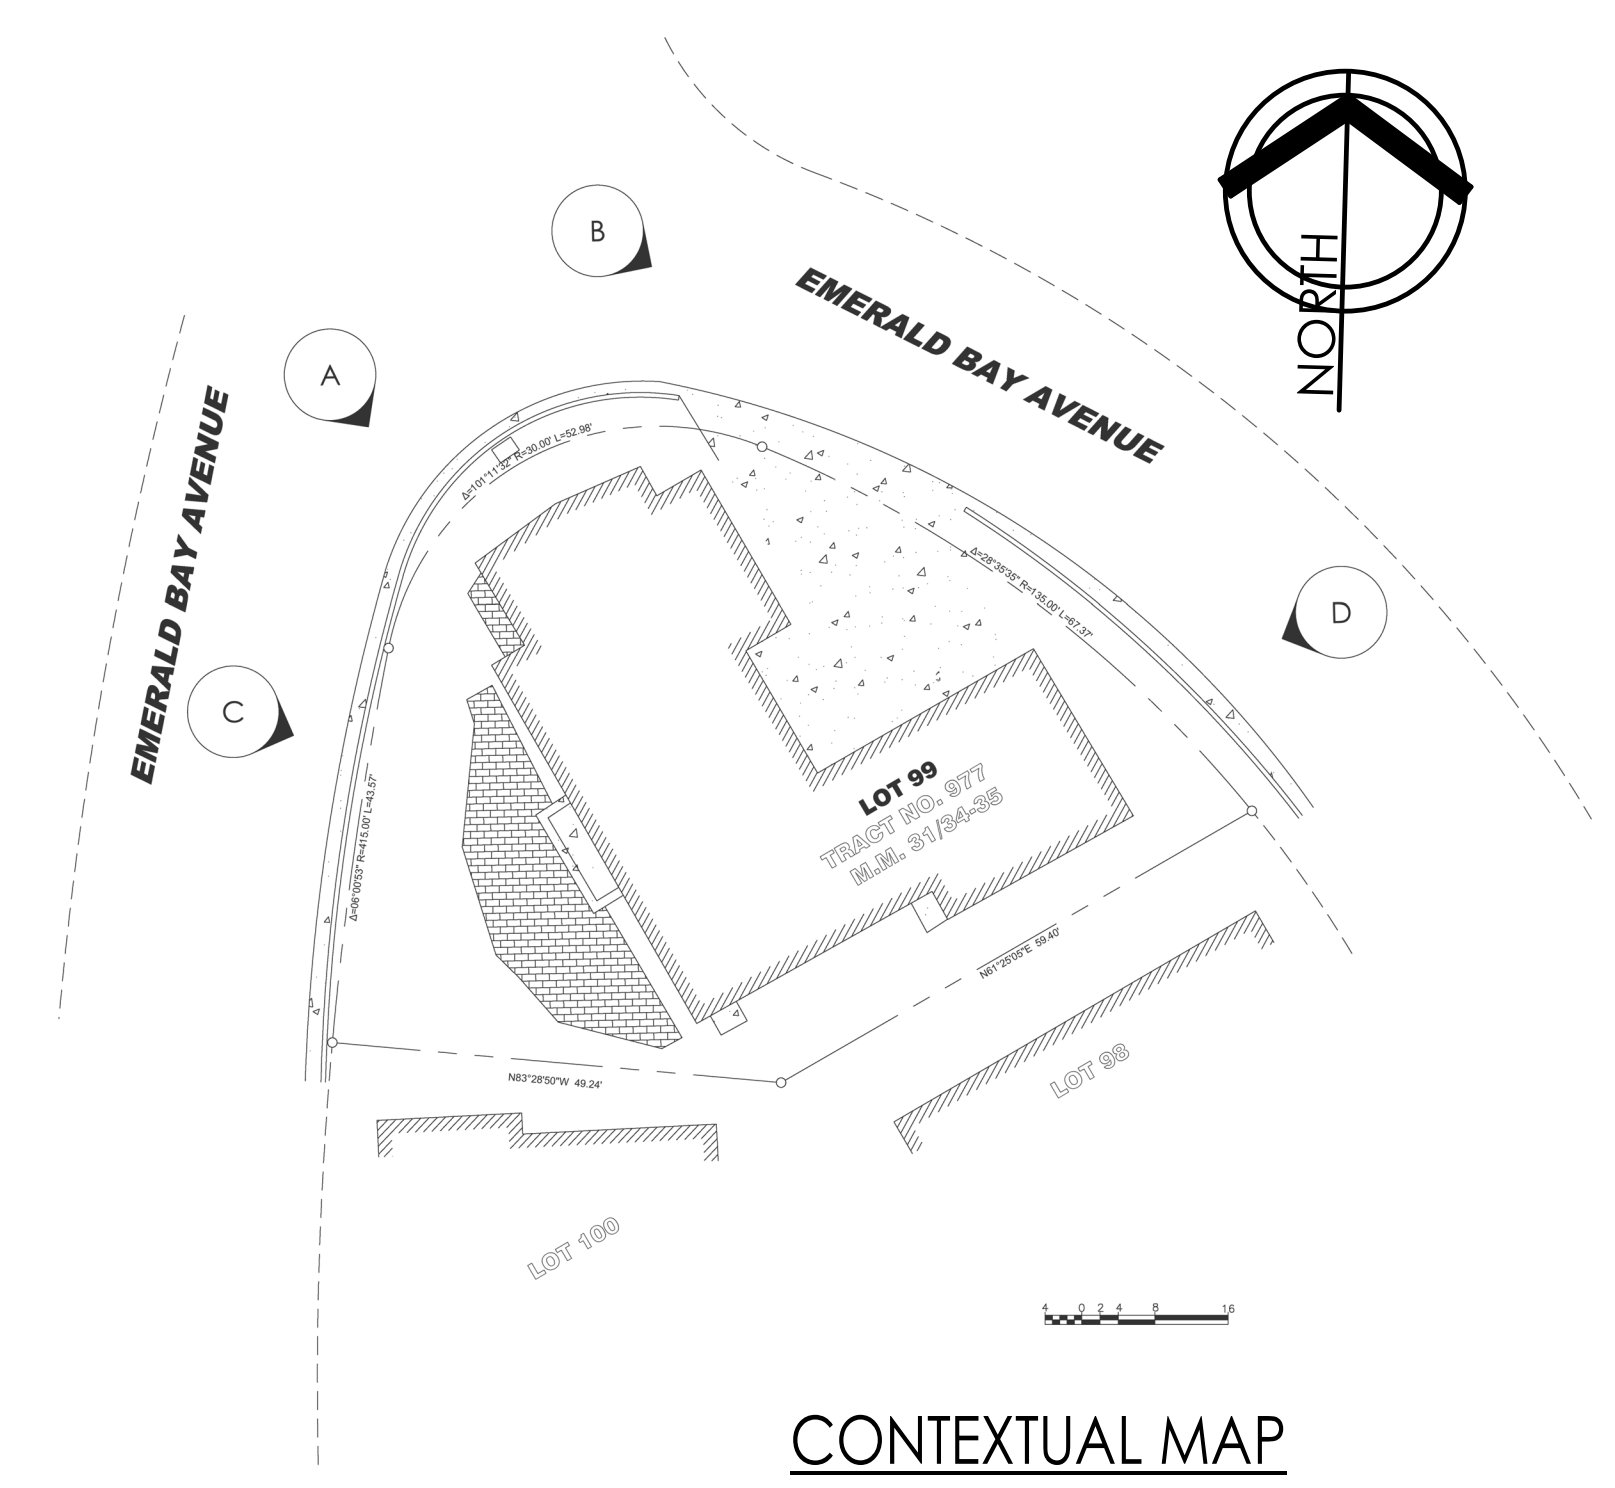 B
EMERALD BAY AVENUE
NORTH
A
EMERALD BAY AVENUE
Δ=101°11'32" R=30.00' L=52.98'
Δ=28°35'35" R=135.00' L=67.37'
D
C
Δ=06°00'53" R=415.00' L=43.57'
LOT 99
TRACT NO. 977
M.M. 31/34-35
N61°25'05"E 59.40'
N83°28'50"W 49.24'
LOT 98
LOT 100
4 0 2 4 8 16
CONTEXTUAL MAP